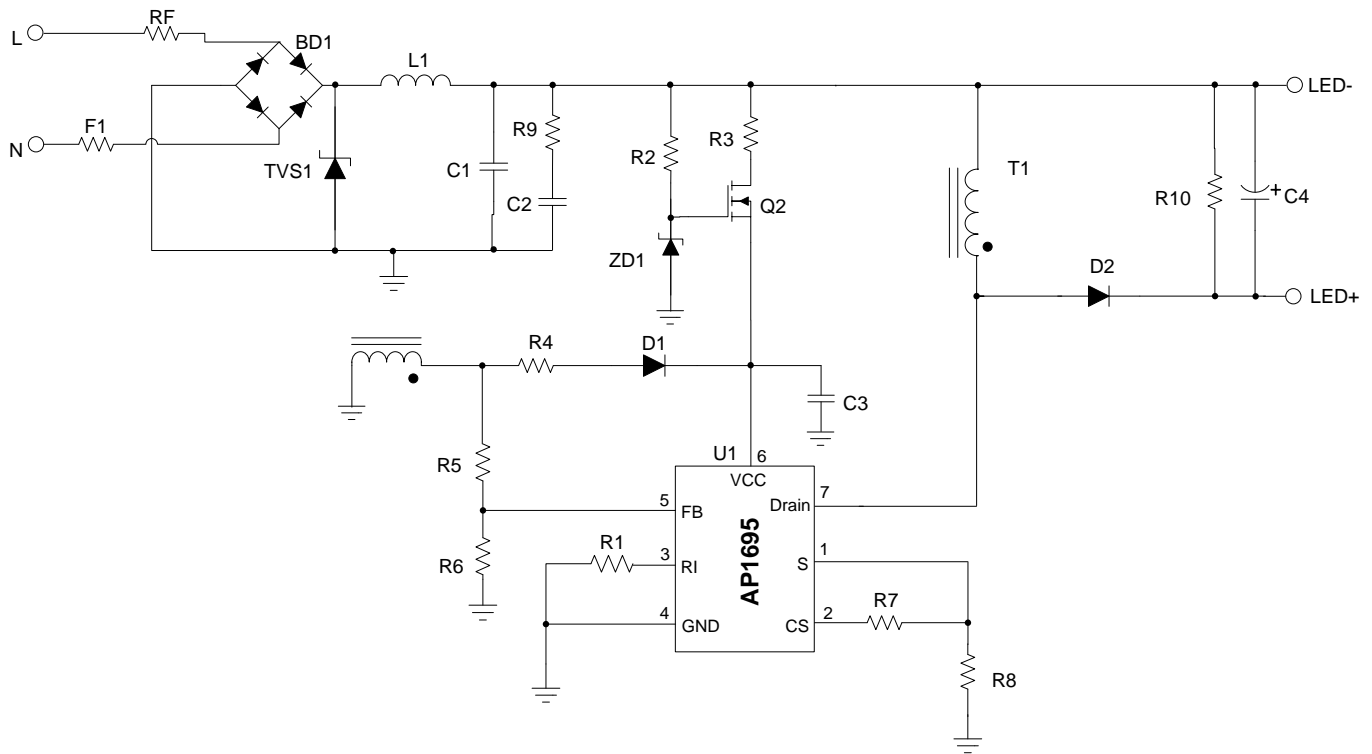 RF
L
BD1
L1
LED-
F1
N
R9
R2
R3
TVS1
C1
T1
C2
Q2
R10
+
C4
ZD1
D2
LED+
R4
D1
C3
U1
6
VCC
R5
5
FB
Drain
7
R1
3
RI
AP1695
S
1
R6
4
GND
CS
2
R7
R8